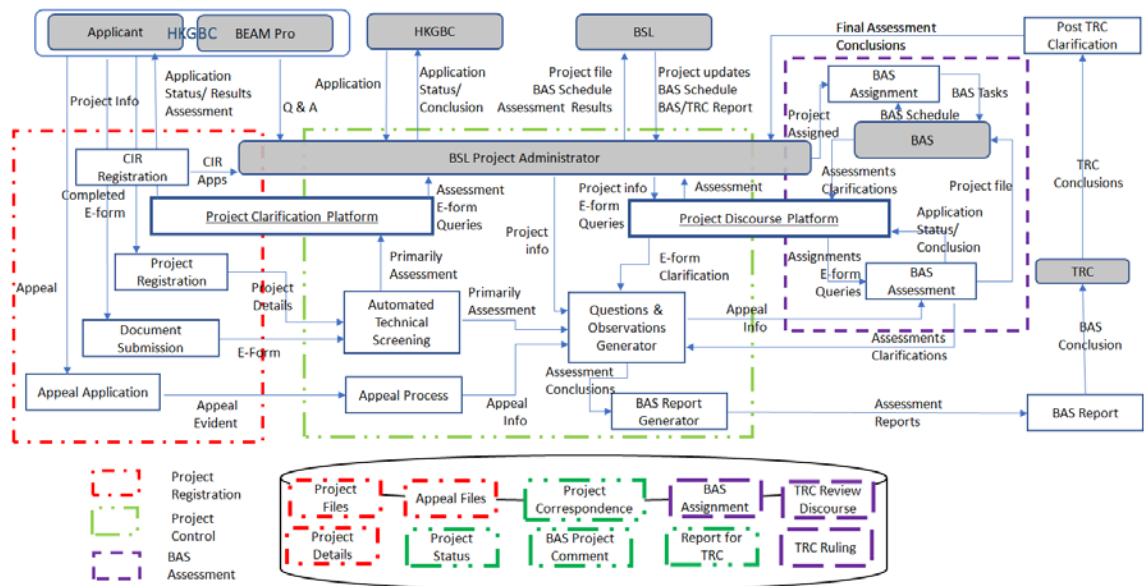 Applicant
HKGBC
BEAM Pro
HKGBC
BSL
Final Assessment
Conclusions
Post TRC
Clarification
Project Info
Application
Status/ Results
Assessment
Q & A
Application
Application
Status/
Conclusion
Project file
BAS Schedule
Assessment Results
Project updates
BAS Schedule
BAS/TRC Report
BAS
Assignment
BAS Tasks
BAS Schedule
Project
Assigned
BAS
CIR
Registration
CIR
Apps
BSL Project Administrator
Completed
E-form
Assessment
E-form
Queries
Project info
E-form
Queries
Assessment
Assessments
Clarifications
Project file
TRC
Conclusions
Project Clarification Platform
Project Discourse Platform
Application
Status/
Conclusion
Project
info
Primarily
Assessment
E-form
Clarification
Assignments
E-form
Queries
BAS
Assessment
TRC
Appeal
Project
Registration
Project
Details
Automated
Technical
Screening
Primarily
Assessment
Questions &
Observations
Generator
Appeal
Info
Document
Submission
E-Form
Assessments
Clarifications
BAS
Conclusion
Assessment
Conclusions
Appeal Application
Appeal
Evident
Appeal Process
Appeal
Info
BAS Report
Generator
Assessment
Reports
BAS Report
Project
Registration
Project
Control
BAS
Assessment
Project
Files
Appeal Files
Project
Correspondence
BAS
Assignment
TRC Review
Discourse
Project
Details
Project
Status
BAS Project
Comment
Report for
TRC
TRC Ruling